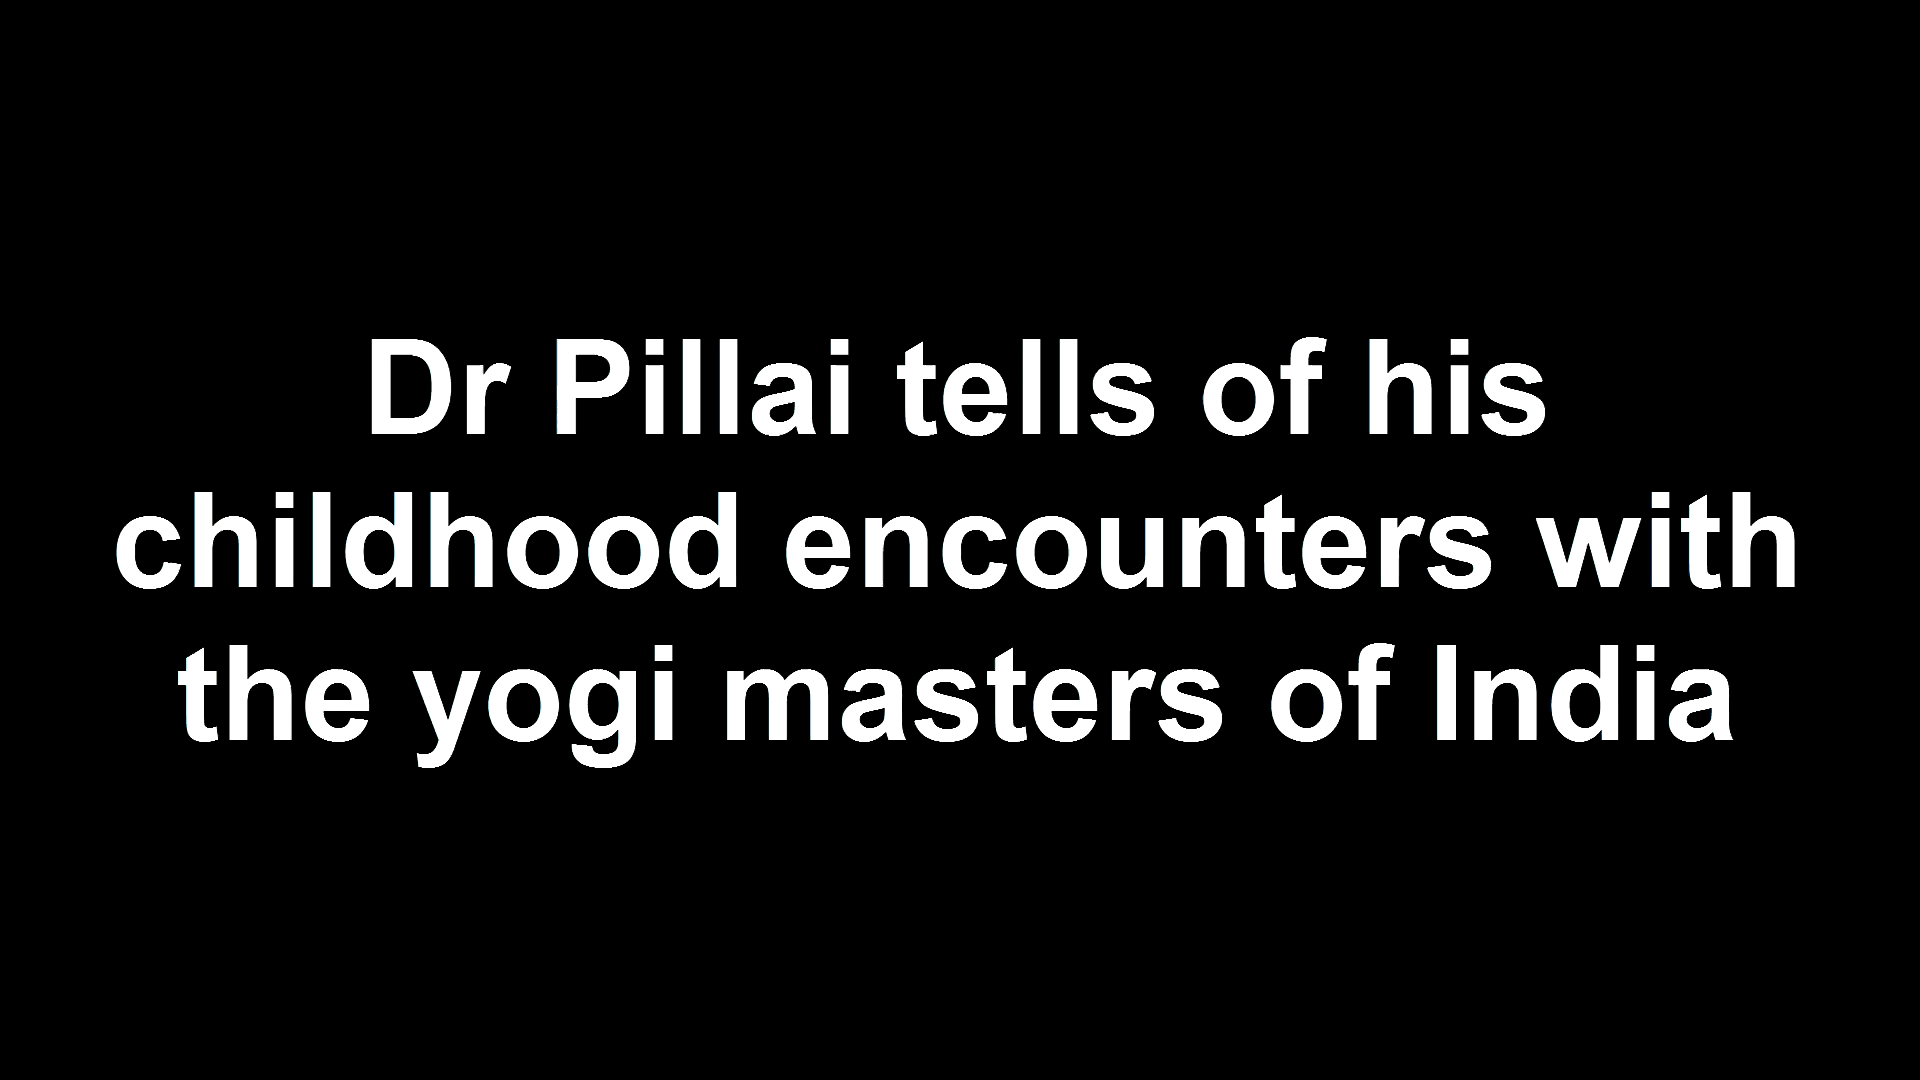 Dr Pillai tells of his
childhood encounters with
the yogi masters of India